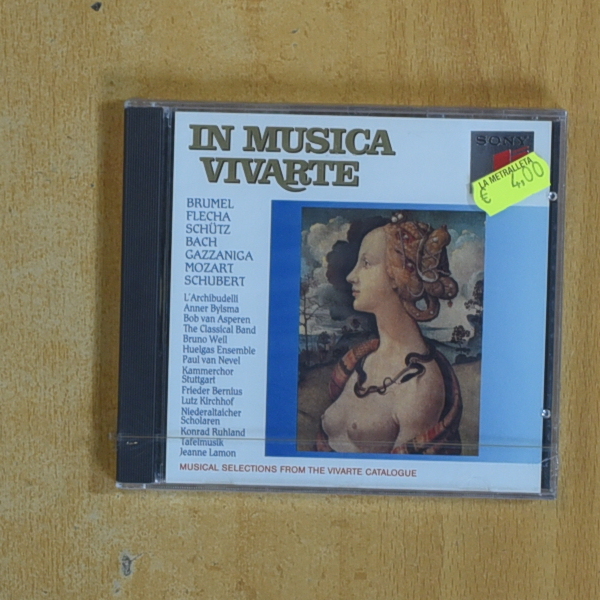 IN MUSICA
VIVARTE
SONY
LA METRALLETA
€ 4,00
BRUMEL
FLECHA
SCHÜTZ
BACH
GAZZANIGA
MOZART
SCHUBERT
L'Archibudelli
Anner Bylsma
Bob van Asperen
The Classical Band
Bruno Weil
Huelgas Ensemble
Paul van Nevel
Kammerchor
Stuttgart
Frieder Bernius
Lutz Kirchhof
Niederaltaicher
Scholaren
Konrad Ruhland
Tafelmusik
Jeanne Lamon
MUSICAL SELECTIONS FROM THE VIVARTE CATALOGUE